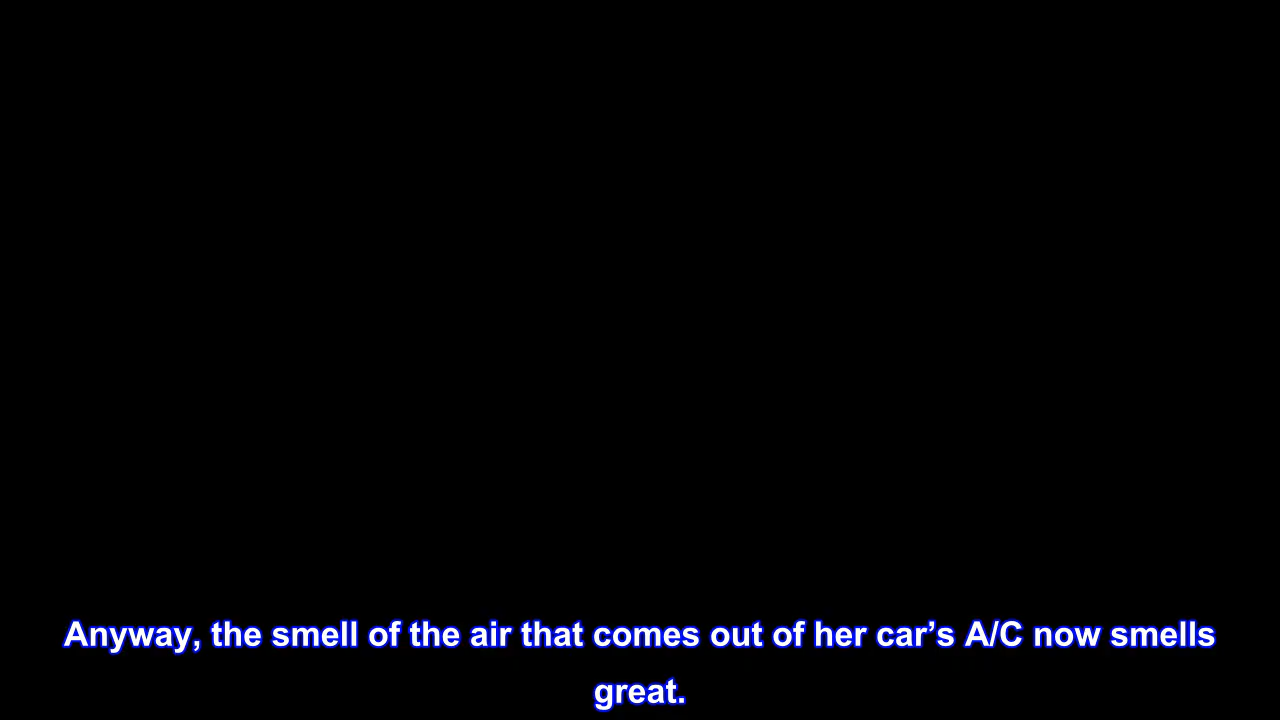 Anyway, the smell of the air that comes out of her car’s A/C now smells
great.